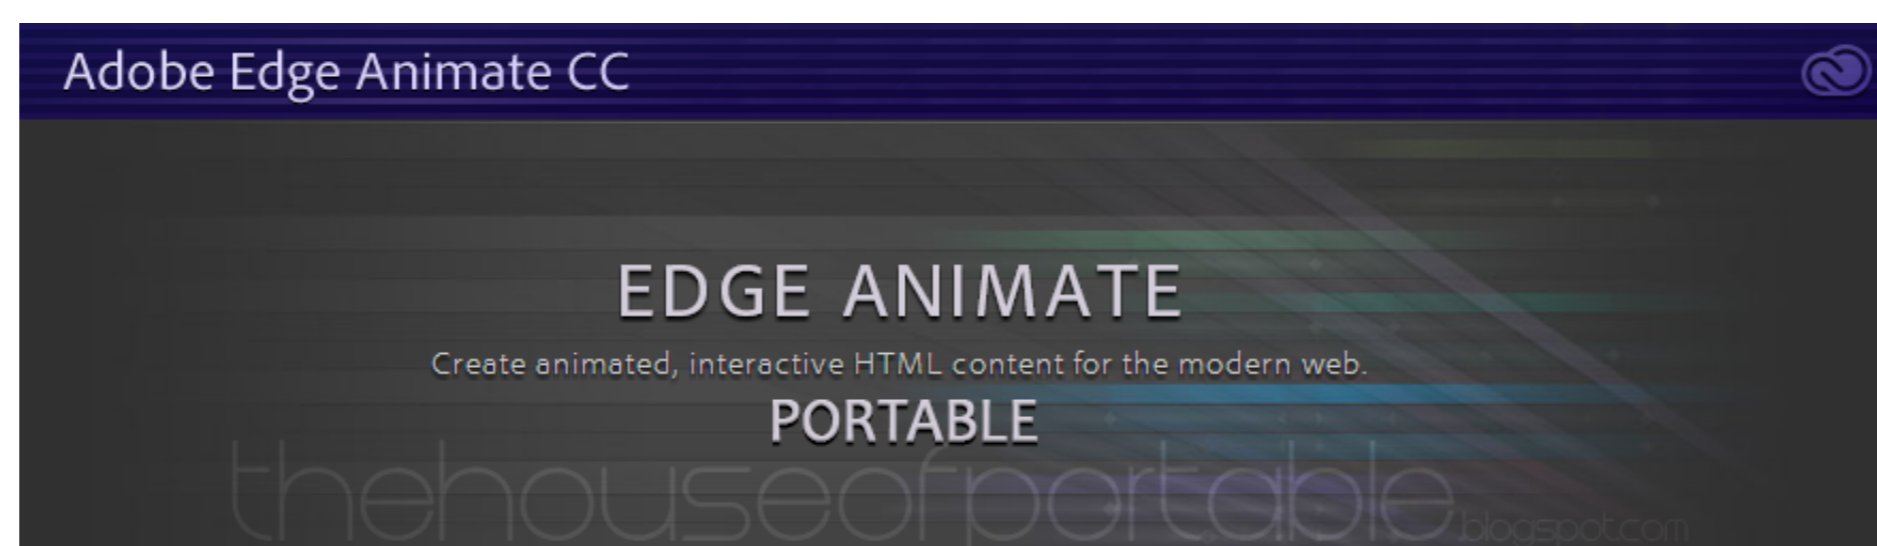 Adobe Edge Animate CC
EDGE ANIMATE
Create animated, interactive HTML content for the modern web.
PORTABLE
thehouseofportable.blogspot.com